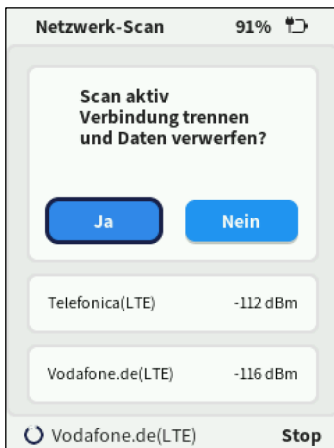 Netzwerk-Scan 91%
Scan aktiv
Verbindung trennen
und Daten verwerfen?
Ja Nein
Telefonica(LTE) -112 dBm
Vodafone.de(LTE) -116 dBm
Vodafone.de(LTE) Stop